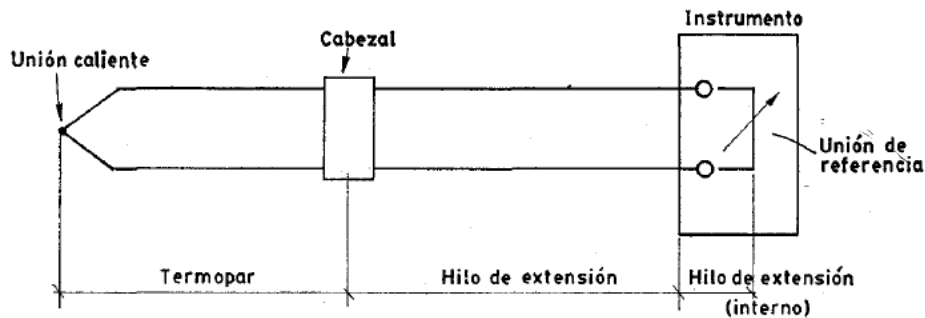 Instrumento
Cabezal
Unión caliente
Unión de
referencia
Termopar
Hilo de extensión
Hilo de extensión
(interno)